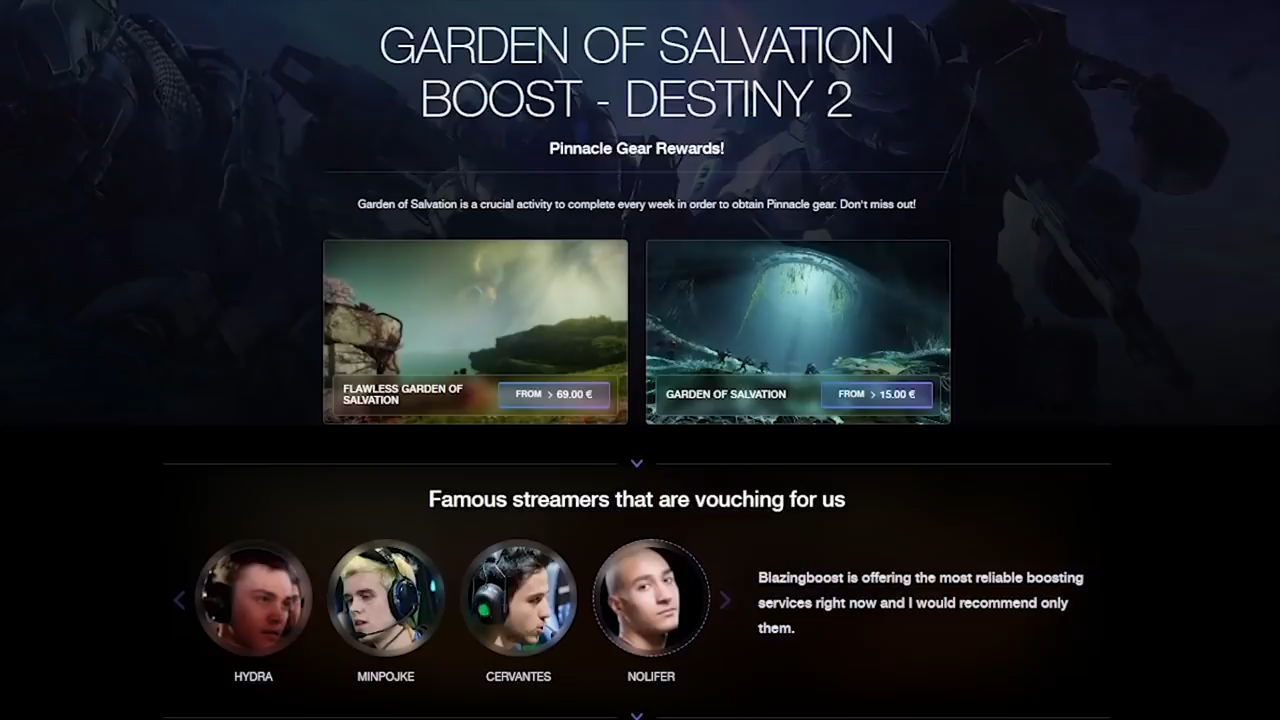 GARDEN OF SALVATION
BOOST - DESTINY 2
Pinnacle Gear Rewards!
Garden of Salvation is a crucial activity to complete every week in order to obtain Pinnacle gear. Don't miss out!
FLAWLESS GARDEN OF
SALVATION
FROM > 69.00 €
GARDEN OF SALVATION
FROM > 15.00 €
Famous streamers that are vouching for us
HYDRA
MINPOJKE
CERVANTES
NOLIFER
Blazingboost is offering the most reliable boosting
services right now and I would recommend only
them.